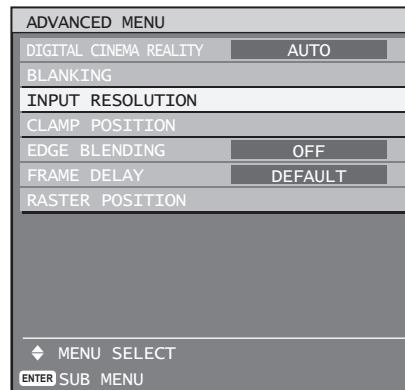 ADVANCED MENU
DIGITAL CINEMA REALITY AUTO
BLANKING
INPUT RESOLUTION
CLAMP POSITION
EDGE BLENDING OFF
FRAME DELAY DEFAULT
RASTER POSITION
MENU SELECT
ENTER SUB MENU